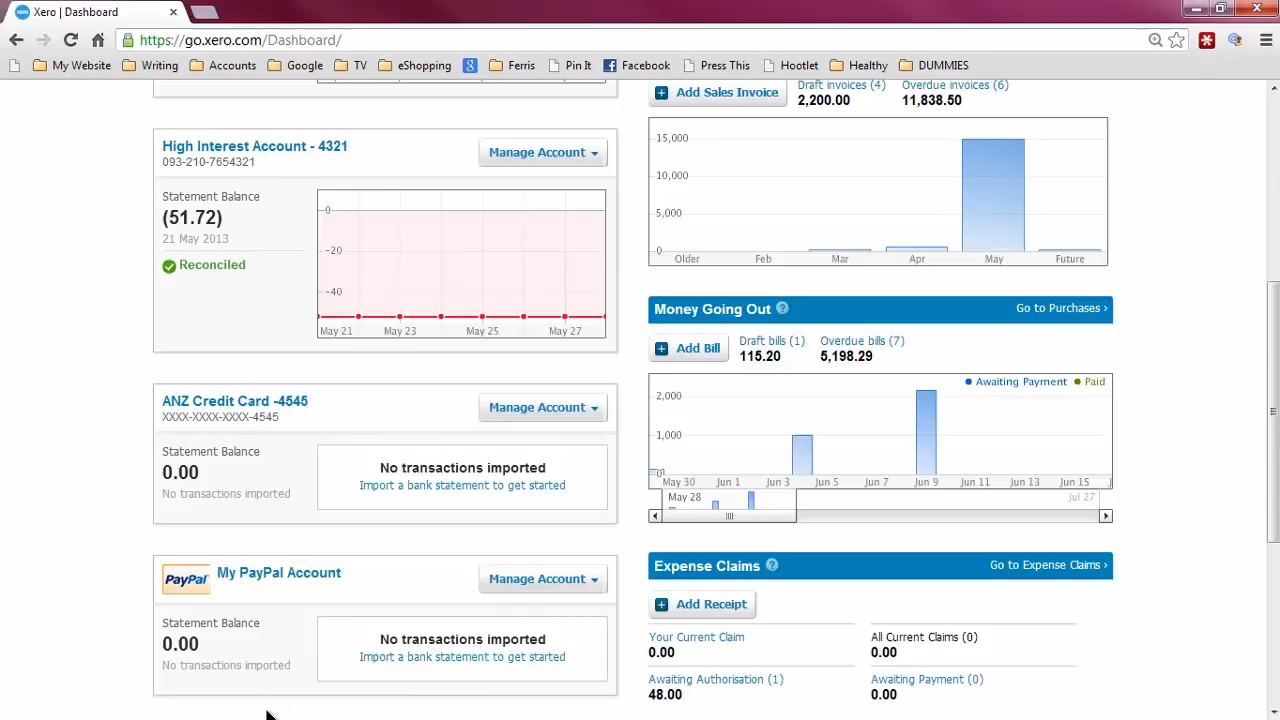 Xero | Dashboard
https://go.xero.com/Dashboard/
My Website Writing Accounts Google TV eShopping Ferris Pin It Facebook Press This Hootlet Healthy DUMMIES
High Interest Account - 4321
093-210-7654321
Manage Account
Statement Balance
(51.72)
21 May 2013
Reconciled
0
-20
-40
May 21 May 23 May 25 May 27
ANZ Credit Card -4545
XXXX-XXXX-XXXX-4545
Manage Account
Statement Balance
0.00
No transactions imported
No transactions imported
Import a bank statement to get started
PayPal My PayPal Account
Manage Account
Statement Balance
0.00
No transactions imported
No transactions imported
Import a bank statement to get started
Add Sales Invoice
Draft invoices (4) Overdue invoices (6)
2,200.00 11,838.50
15,000
10,000
5,000
0
Older Feb Mar Apr May Future
Money Going Out ? Go to Purchases ›
Add Bill
Draft bills (1) Overdue bills (7)
115.20 5,198.29
Awaiting Payment Paid
2,000
1,000
0
May 30 Jun 1 Jun 3 Jun 5 Jun 7 Jun 9 Jun 11 Jun 13 Jun 15
May 28 Jul 27
Expense Claims ? Go to Expense Claims ›
Add Receipt
Your Current Claim All Current Claims (0)
0.00 0.00
Awaiting Authorisation (1) Awaiting Payment (0)
48.00 0.00